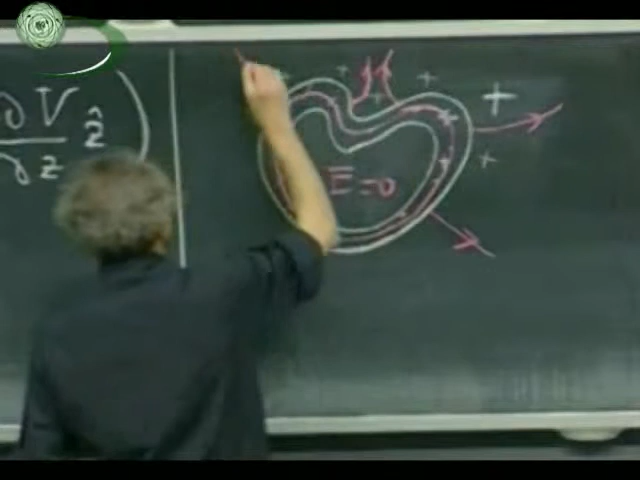 ∂V/∂z ẑ )
+ + + + + +
E = 0
+